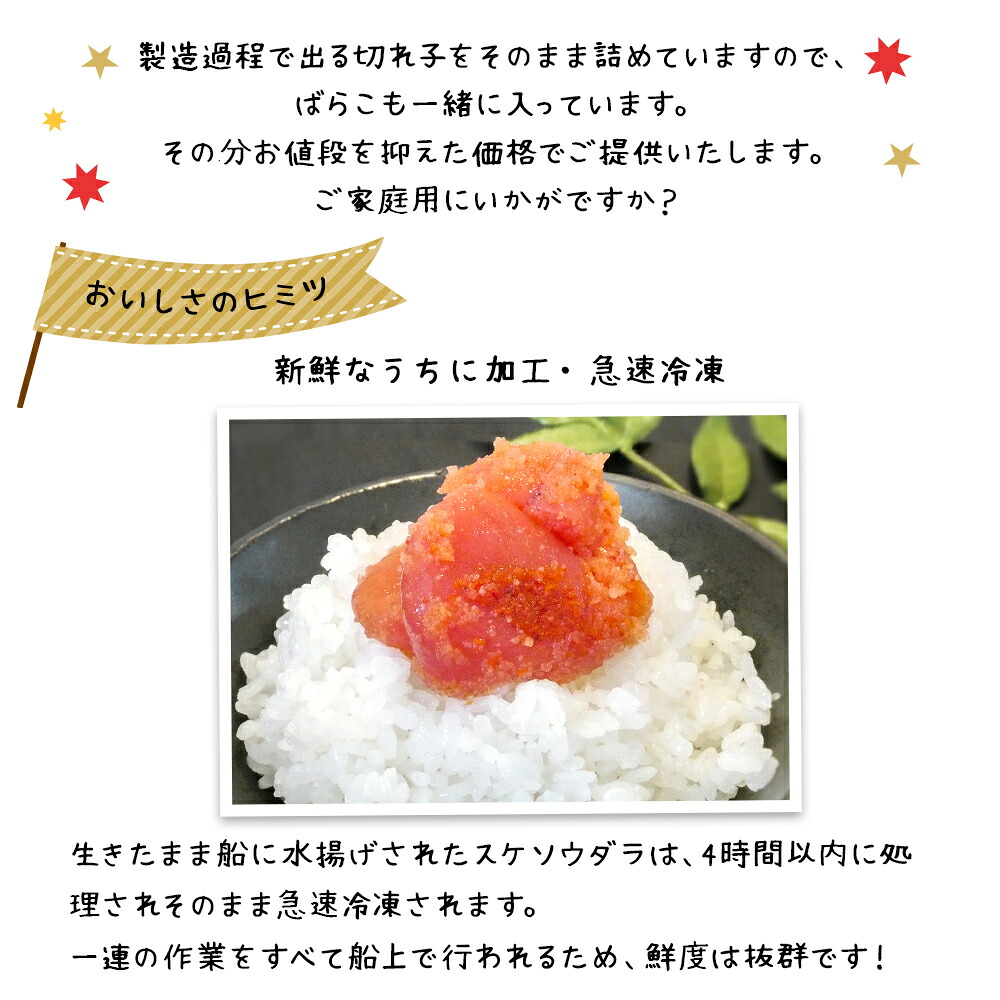 製造過程で出る切れ子をそのまま詰めていますので、
ばらこも一緒に入っています。
その分お値段を抑えた価格でご提供いたします。
ご家庭用にいかがですか？
おいしさのヒミツ
新鮮なうちに加工・急速冷凍
生きたまま船に水揚げされたスケソウダラは、4時間以内に処
理されそのまま急速冷凍されます。
一連の作業をすべて船上で行われるため、鮮度は抜群です！